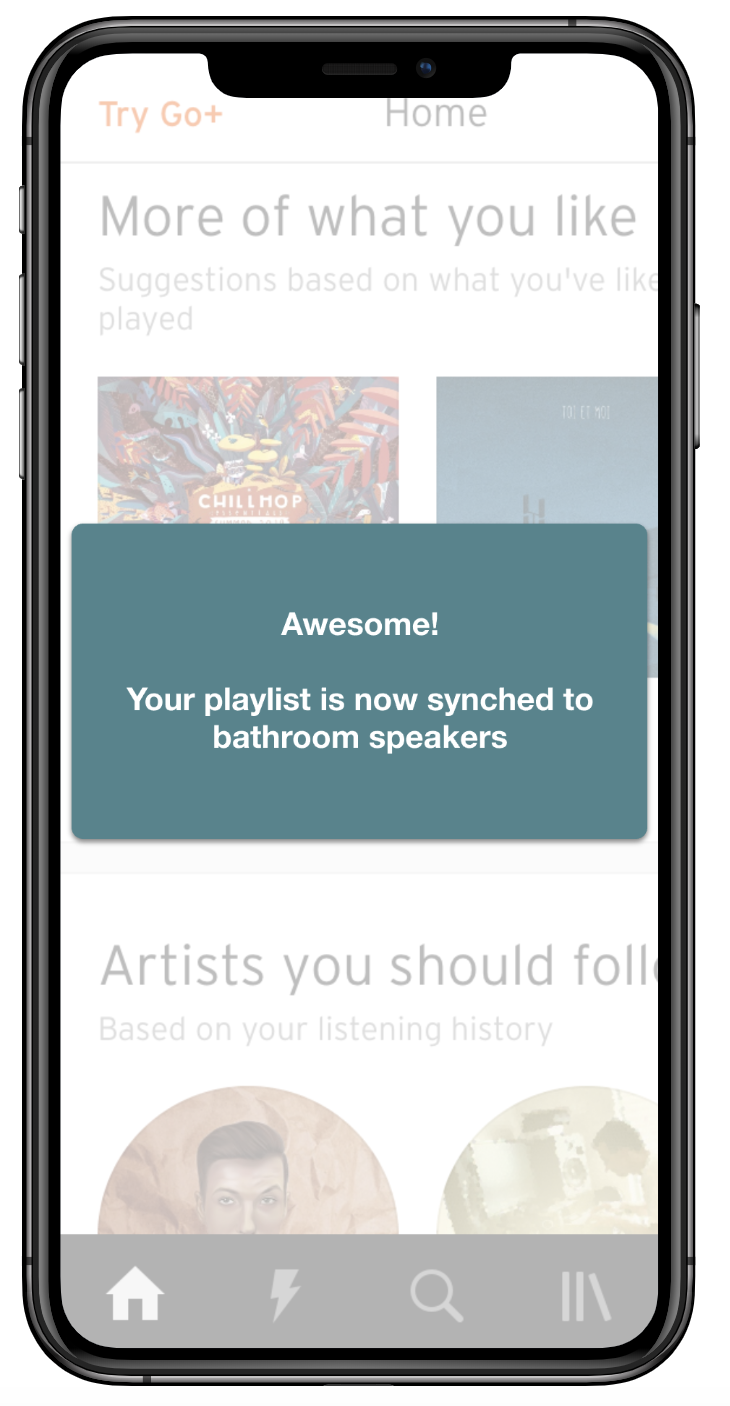 Try Go+
Home
More of what you like
Suggestions based on what you've like
played
CHILLHOP
TOI ET MOI
Awesome!
Your playlist is now synched to
bathroom speakers
Artists you should follo
Based on your listening history